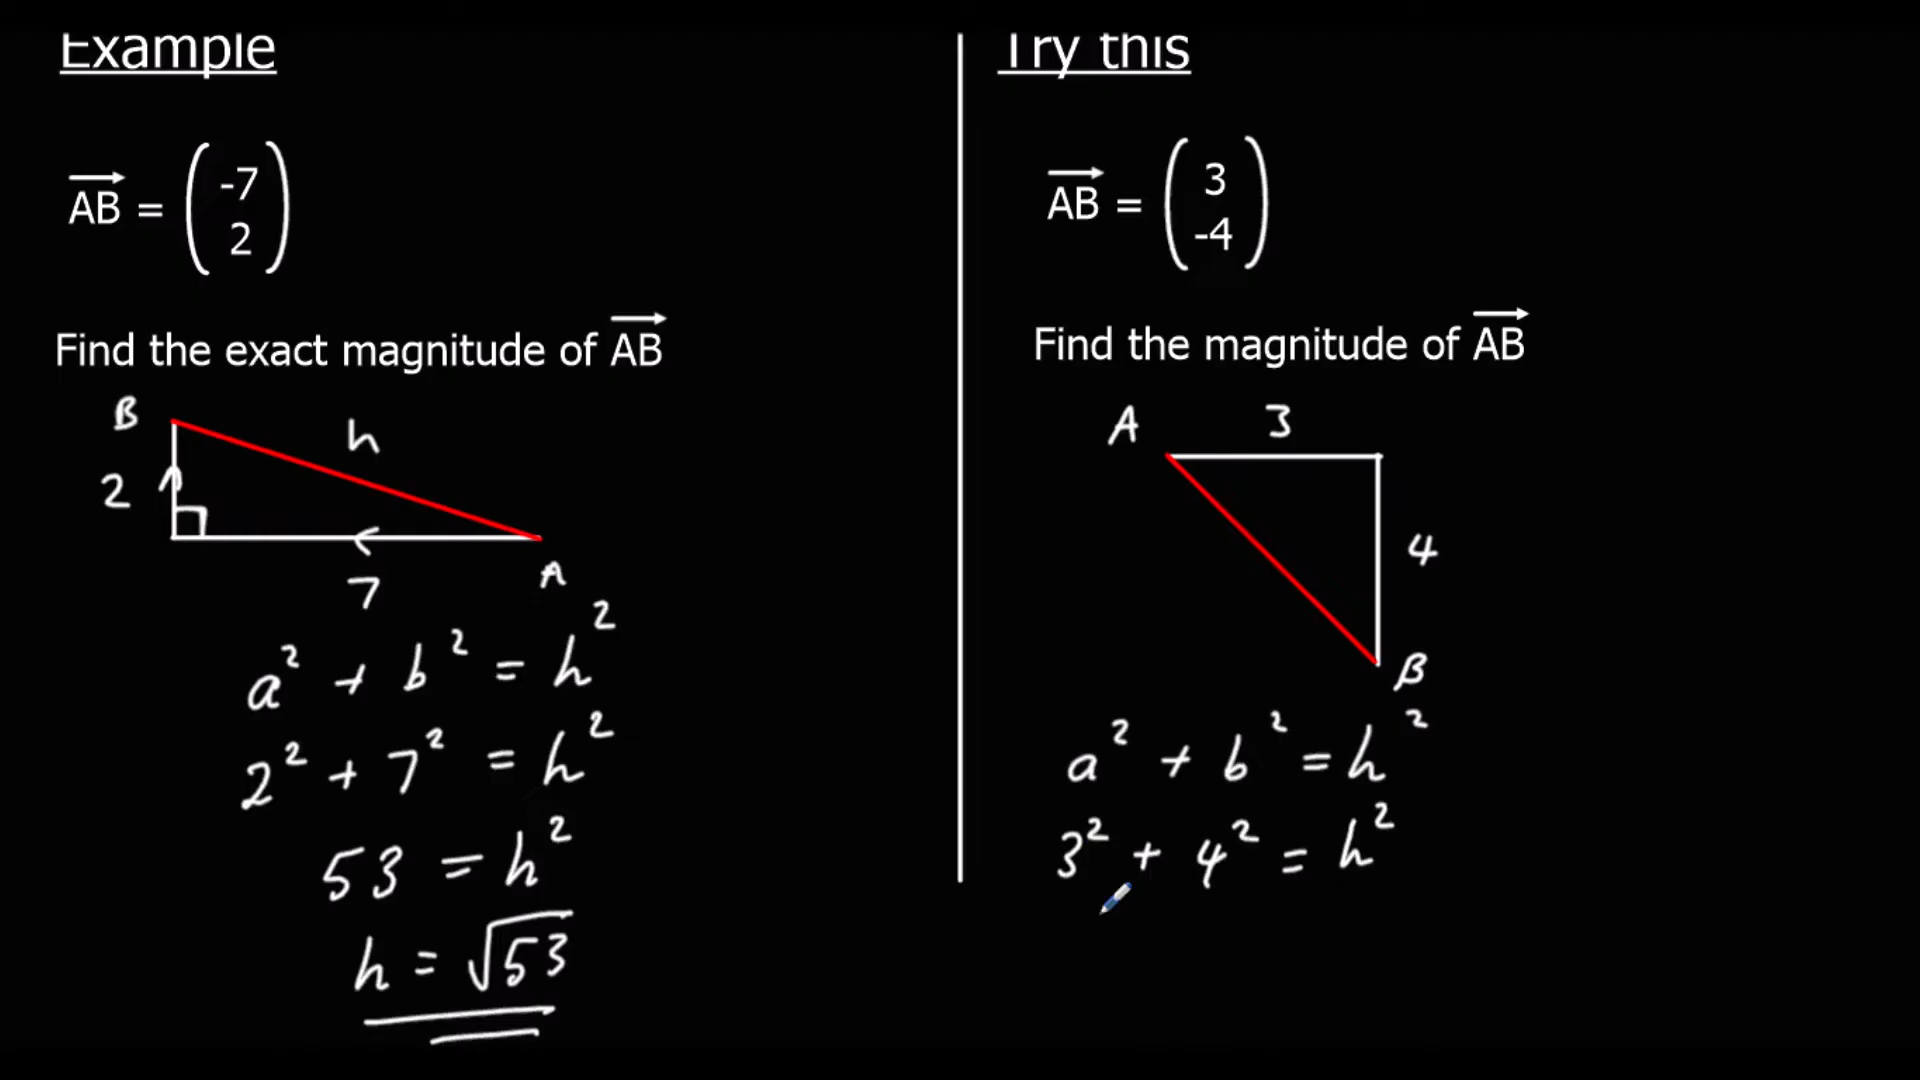 Example
AB = ( -7
2 )
Find the exact magnitude of AB
B
h
2
7
A
a² + b² = h²
2² + 7² = h²
53 = h²
h = √53
Try this
AB = ( 3
-4 )
Find the magnitude of AB
A
3
4
B
a² + b² = h²
3² + 4² = h²